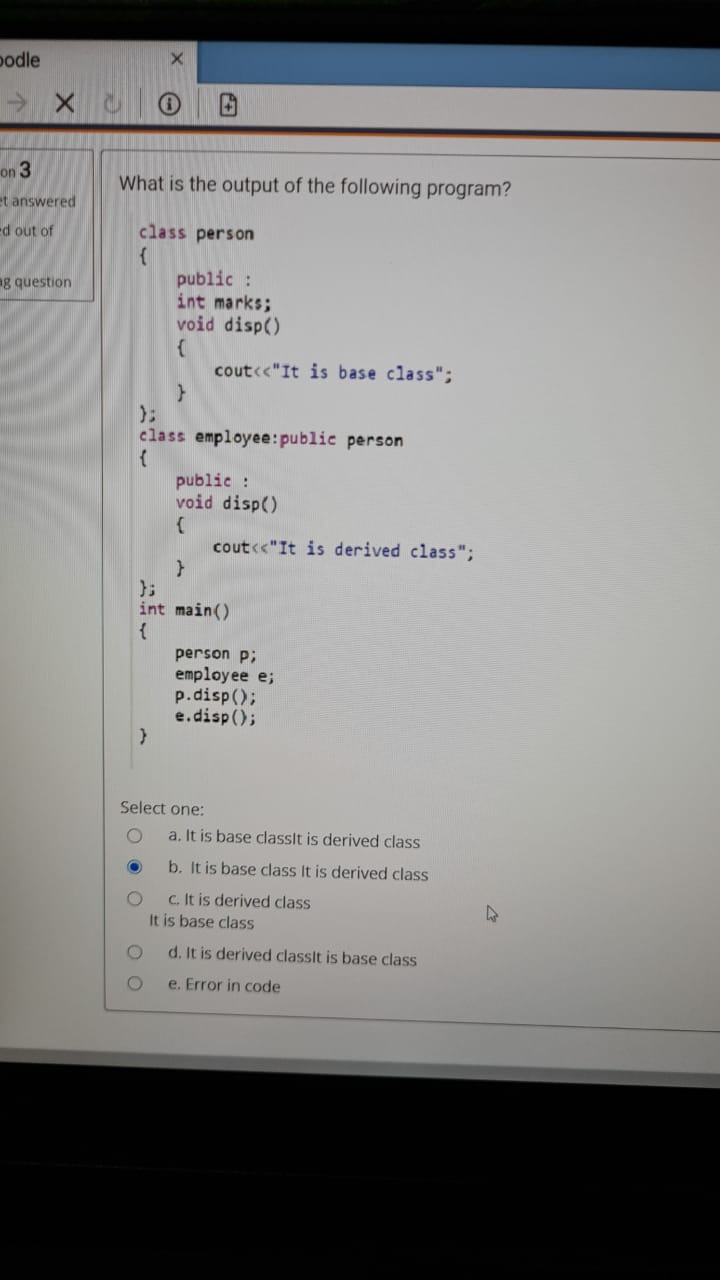 oodle
on 3
et answered
ed out of
ag question
What is the output of the following program?
class person
{
public :
int marks;
void disp()
{
cout<<"It is base class";
}
};
class employee:public person
{
public :
void disp()
{
cout<<"It is derived class";
}
};
int main()
{
person p;
employee e;
p.disp();
e.disp();
}
Select one:
a. It is base classIt is derived class
b. It is base class It is derived class
c. It is derived class
It is base class
d. It is derived classIt is base class
e. Error in code